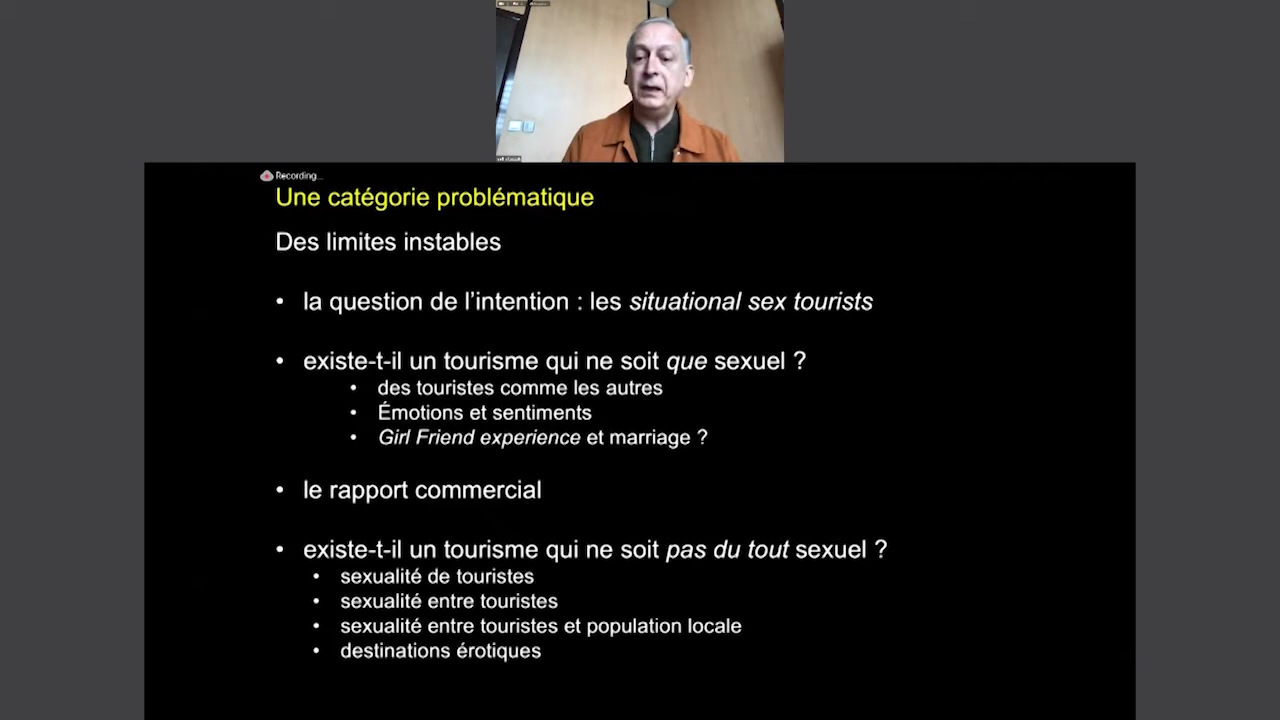 Recording...
Une catégorie problématique
Des limites instables
• la question de l'intention : les situational sex tourists
• existe-t-il un tourisme qui ne soit que sexuel ?
• des touristes comme les autres
• Émotions et sentiments
• Girl Friend experience et marriage ?
• le rapport commercial
• existe-t-il un tourisme qui ne soit pas du tout sexuel ?
• sexualité de touristes
• sexualité entre touristes
• sexualité entre touristes et population locale
• destinations érotiques